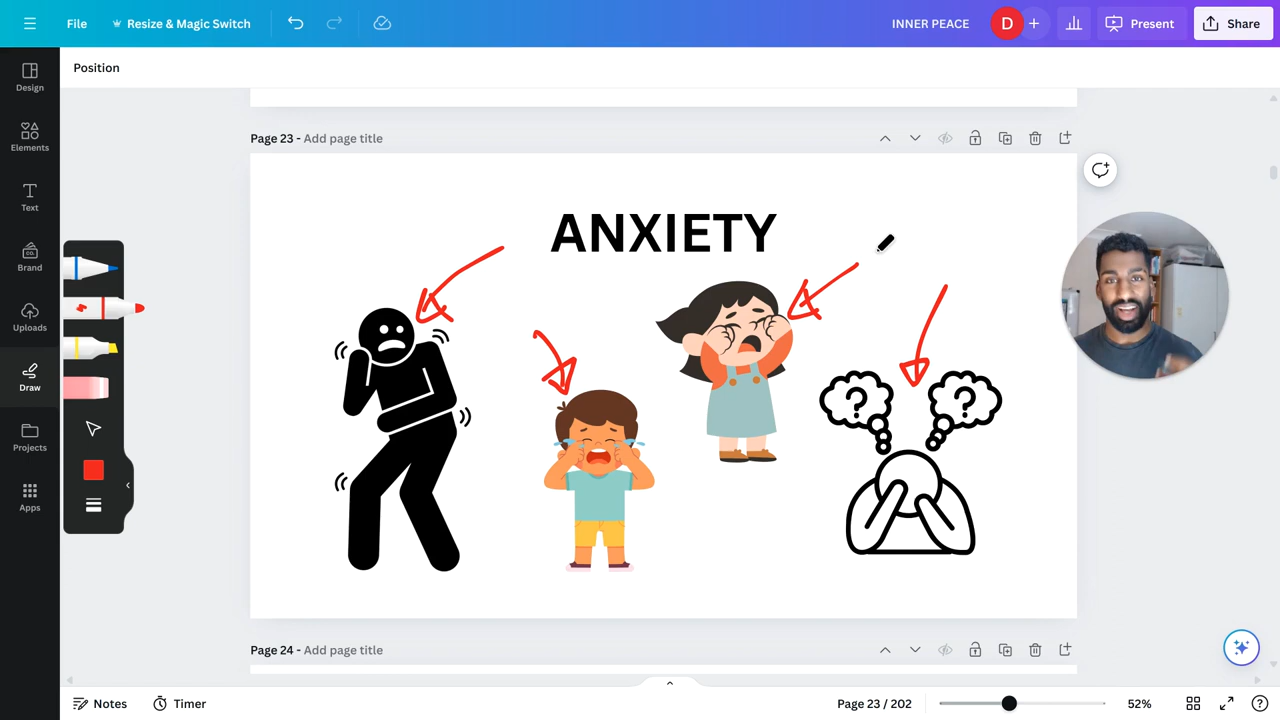 File
Resize & Magic Switch
INNER PEACE
D
Present
Share
Design
Elements
Text
Brand
Uploads
Draw
Projects
Apps
Position
Page 23 - Add page title
ANXIETY
? ?
? ?
Page 24 - Add page title
Notes
Timer
Page 23 / 202
52%
?